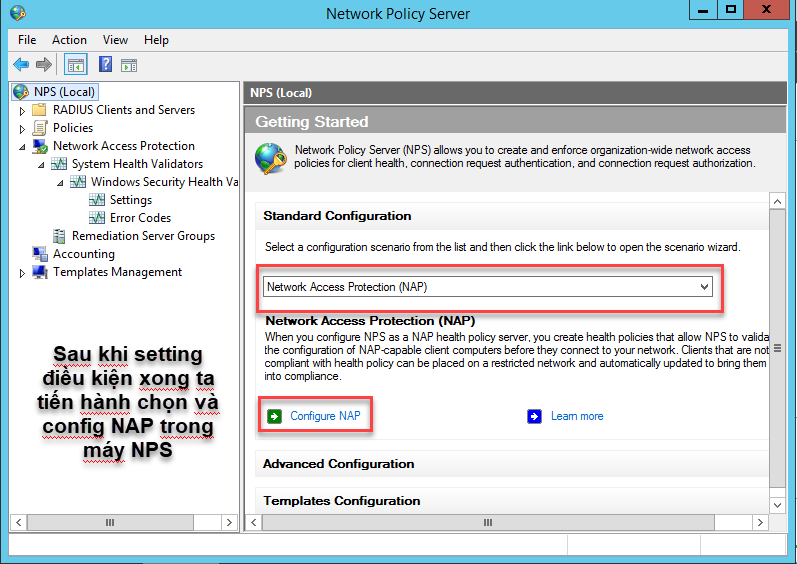 Network Policy Server
File Action View Help
NPS (Local)
RADIUS Clients and Servers
Policies
Network Access Protection
System Health Validators
Windows Security Health Va
Settings
Error Codes
Remediation Server Groups
Accounting
Templates Management
Sau khi setting
điều kiện xong ta
tiến hành chọn và
config NAP trong
máy NPS
NPS (Local)
Getting Started
Network Policy Server (NPS) allows you to create and enforce organization-wide network access
policies for client health, connection request authentication, and connection request authorization.
Standard Configuration
Select a configuration scenario from the list and then click the link below to open the scenario wizard.
Network Access Protection (NAP)
Network Access Protection (NAP)
When you configure NPS as a NAP health policy server, you create health policies that allow NPS to valida
the configuration of NAP-capable client computers before they connect to your network. Clients that are not
compliant with health policy can be placed on a restricted network and automatically updated to bring them
into compliance.
Configure NAP Learn more
Advanced Configuration
Templates Configuration